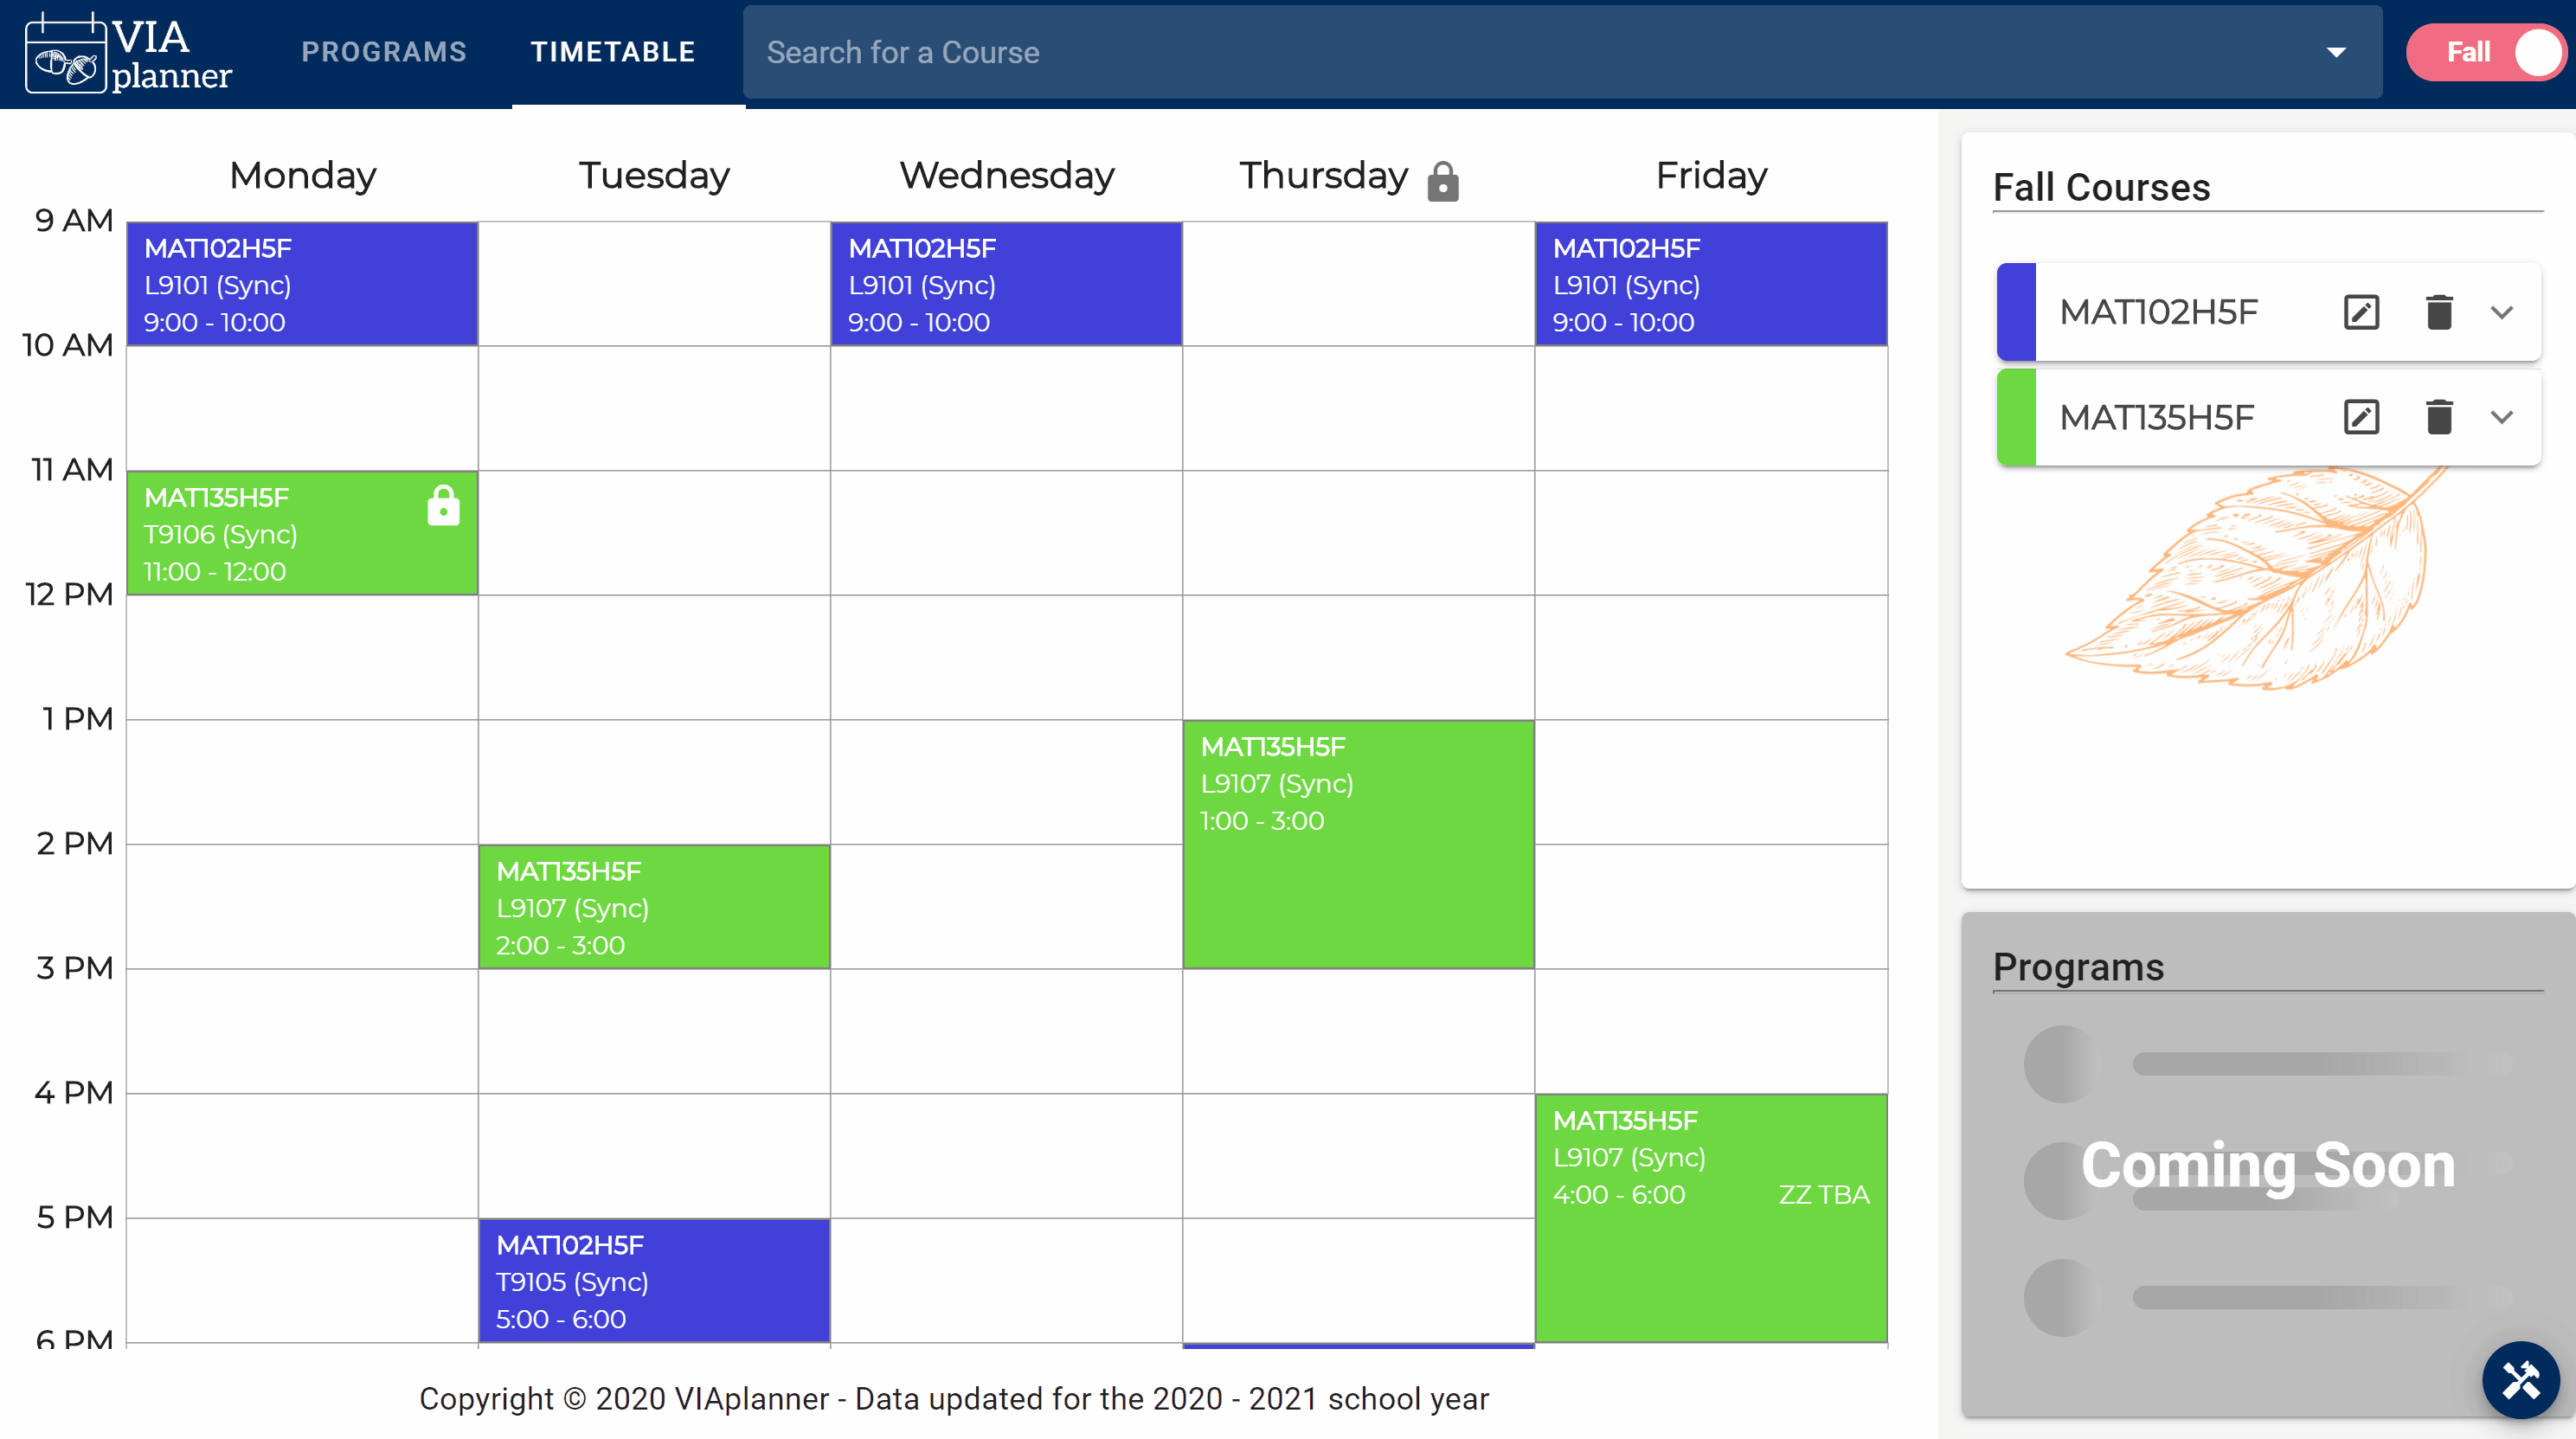 VIA
planner
PROGRAMS
TIMETABLE
Search for a Course
Fall
Monday
Tuesday
Wednesday
Thursday
Friday
9 AM
10 AM
11 AM
12 PM
1 PM
2 PM
3 PM
4 PM
5 PM
6 PM
MAT102H5F
L9101 (Sync)
9:00 - 10:00
MAT102H5F
L9101 (Sync)
9:00 - 10:00
MAT102H5F
L9101 (Sync)
9:00 - 10:00
MAT135H5F
T9106 (Sync)
11:00 - 12:00
MAT135H5F
L9107 (Sync)
1:00 - 3:00
MAT135H5F
L9107 (Sync)
2:00 - 3:00
MAT135H5F
L9107 (Sync)
4:00 - 6:00 ZZ TBA
MAT102H5F
T9105 (Sync)
5:00 - 6:00
Fall Courses
MAT102H5F
MAT135H5F
Programs
Coming Soon
Copyright © 2020 VIAplanner - Data updated for the 2020 - 2021 school year